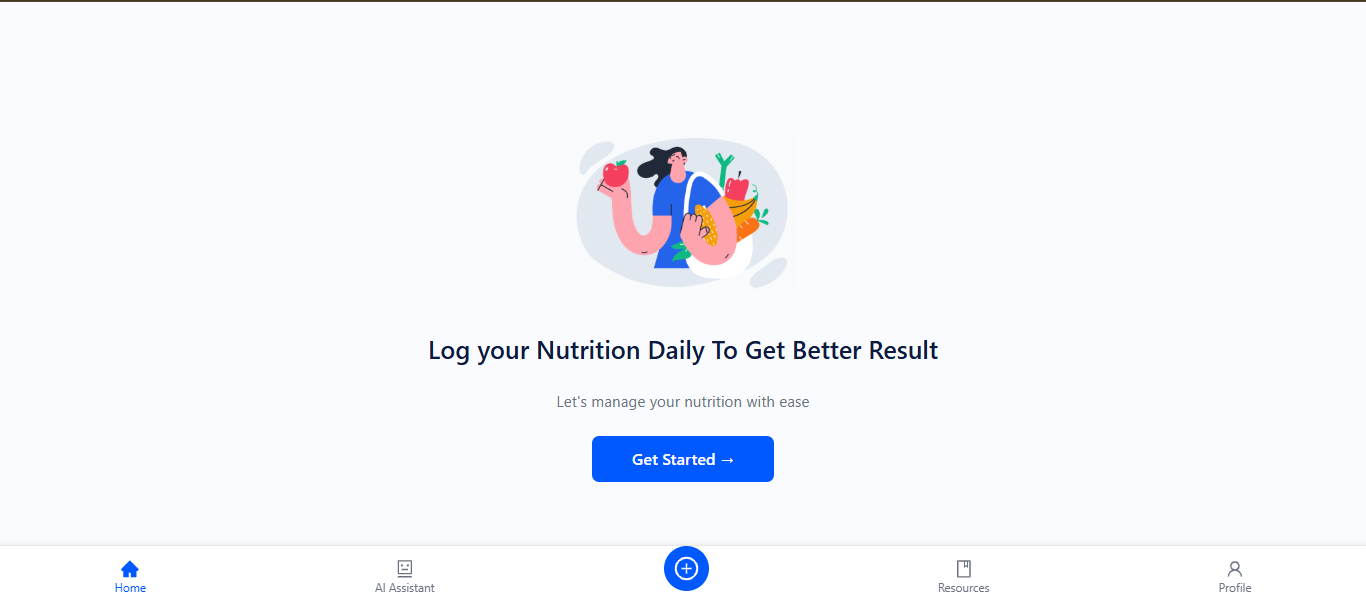 Log your Nutrition Daily To Get Better Result
Let's manage your nutrition with ease
Get Started →
Home
AI Assistant
Resources
Profile